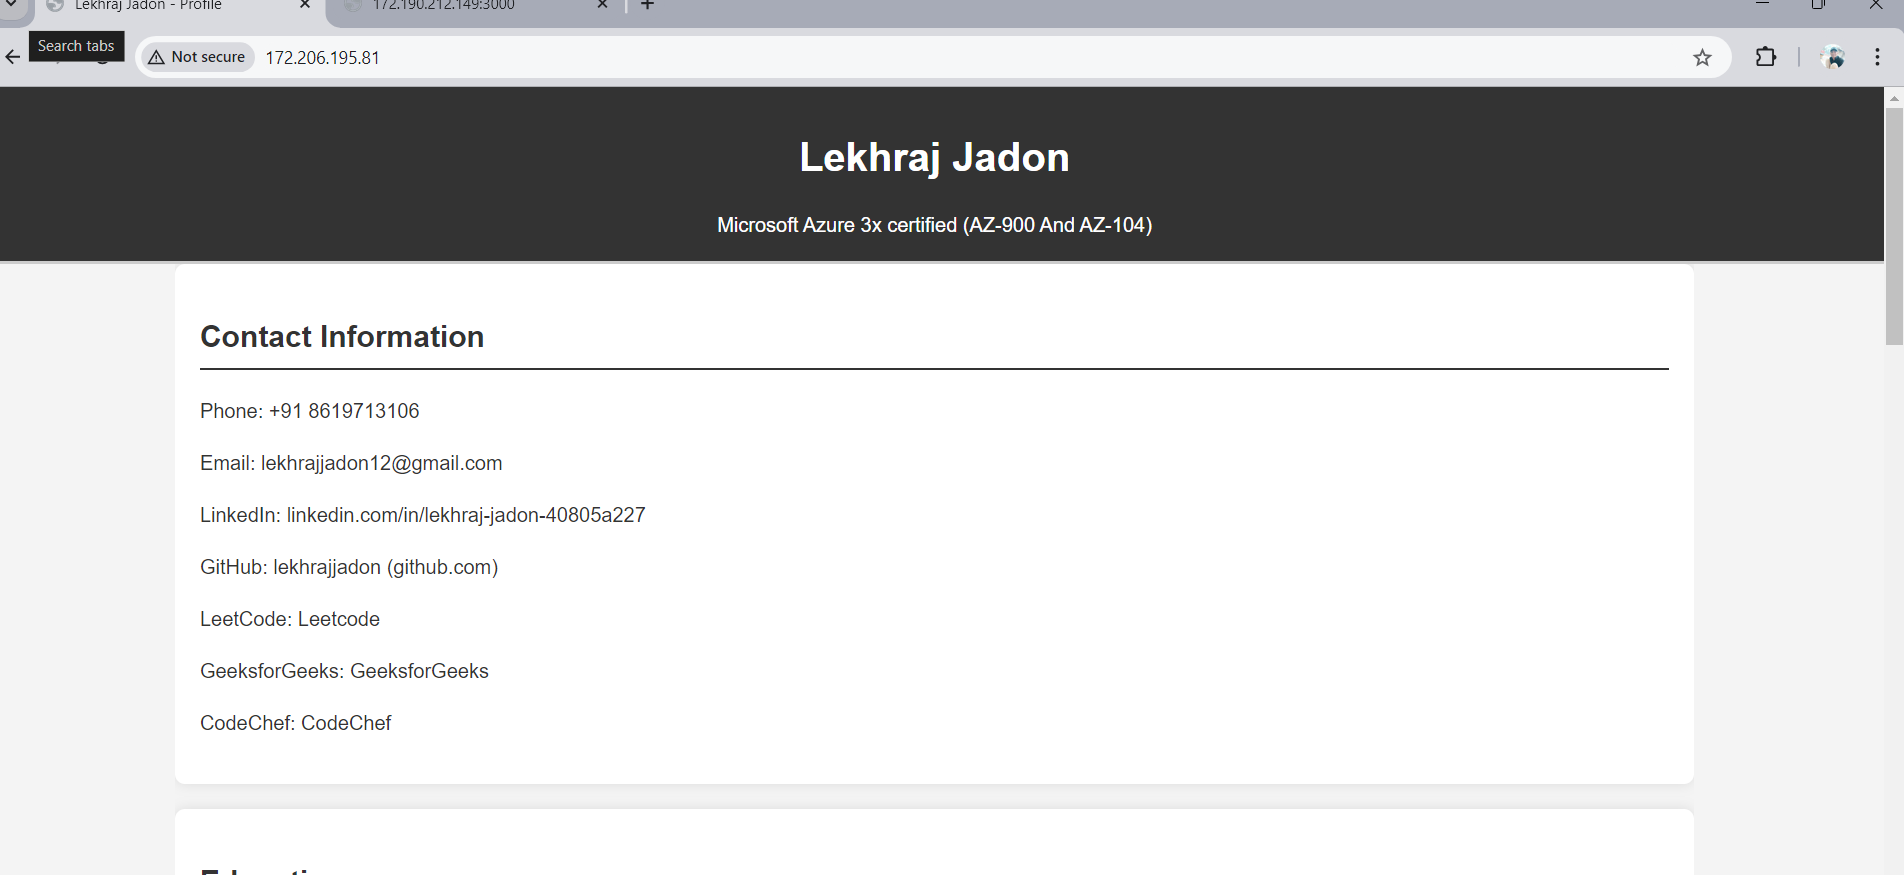 Lekhraj Jadon - Profile
172.190.212.149:3000
Search tabs
Not secure
172.206.195.81
Lekhraj Jadon
Microsoft Azure 3x certified (AZ-900 And AZ-104)
Contact Information
Phone: +91 8619713106
Email: lekhrajjadon12@gmail.com
LinkedIn: linkedin.com/in/lekhraj-jadon-40805a227
GitHub: lekhrajjadon (github.com)
LeetCode: Leetcode
GeeksforGeeks: GeeksforGeeks
CodeChef: CodeChef